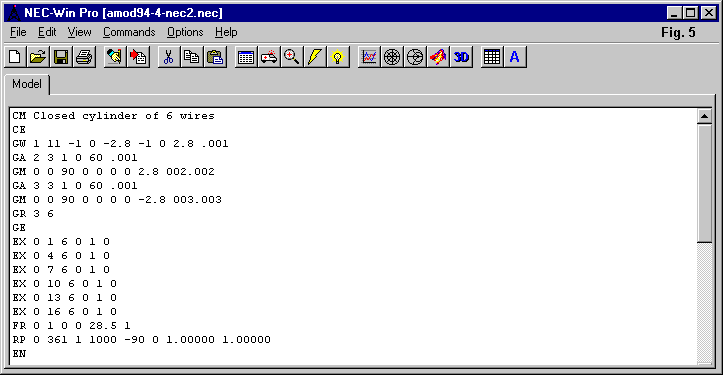 NEC-Win Pro [amod94-4-nec2.nec]
File Edit View Commands Options Help Fig. 5
3D A
Model
CM Closed cylinder of 6 wires
CE
GW 1 11 -1 0 -2.8 -1 0 2.8 .001
GA 2 3 1 0 60 .001
GM 0 0 90 0 0 0 0 2.8 002.002
GA 3 3 1 0 60 .001
GM 0 0 90 0 0 0 0 -2.8 003.003
GR 3 6
GE
EX 0 1 6 0 1 0
EX 0 4 6 0 1 0
EX 0 7 6 0 1 0
EX 0 10 6 0 1 0
EX 0 13 6 0 1 0
EX 0 16 6 0 1 0
FR 0 1 0 0 28.5 1
RP 0 361 1 1000 -90 0 1.00000 1.00000
EN